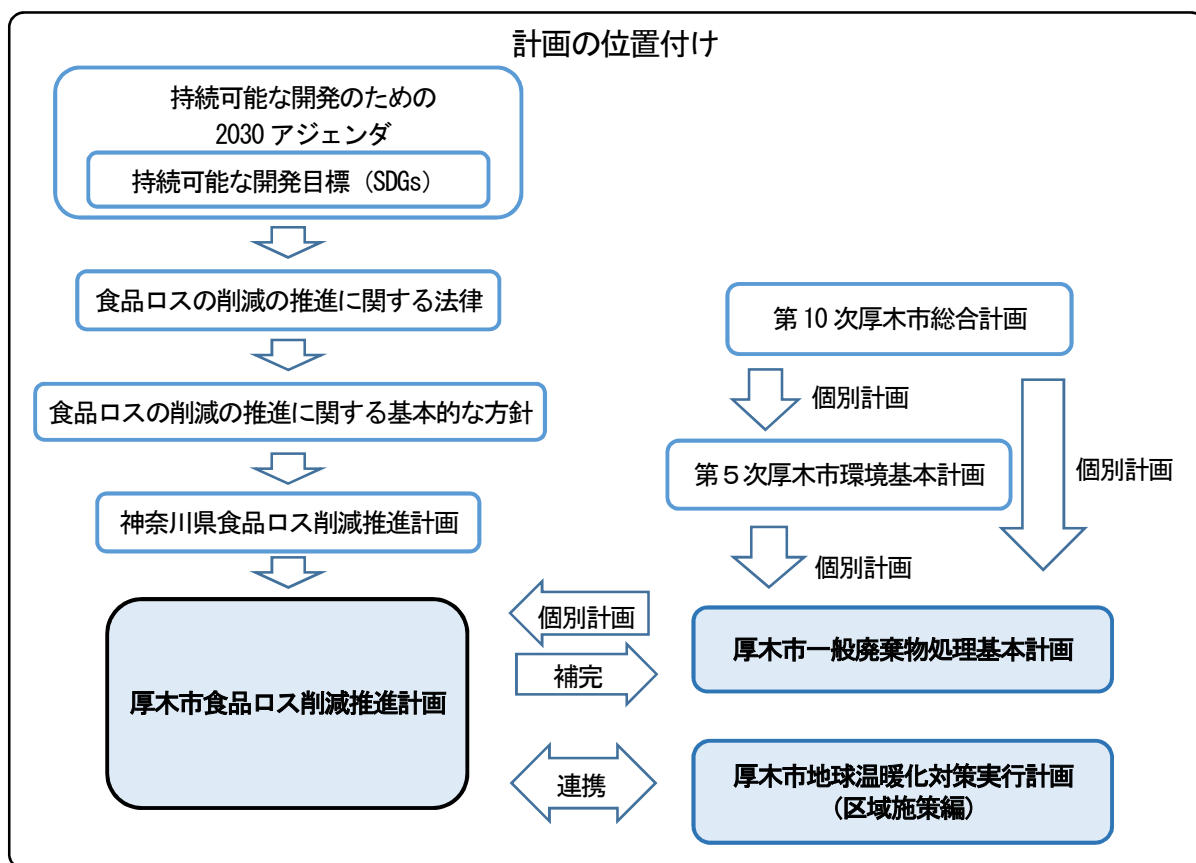 計画の位置付け
持続可能な開発のための
2030 アジェンダ
持続可能な開発目標（SDGs）
食品ロスの削減の推進に関する法律
食品ロスの削減の推進に関する基本的な方針
神奈川県食品ロス削減推進計画
厚木市食品ロス削減推進計画
第 10 次厚木市総合計画
個別計画
個別計画
第５次厚木市環境基本計画
個別計画
個別計画
補完
連携
厚木市一般廃棄物処理基本計画
厚木市地球温暖化対策実行計画
（区域施策編）